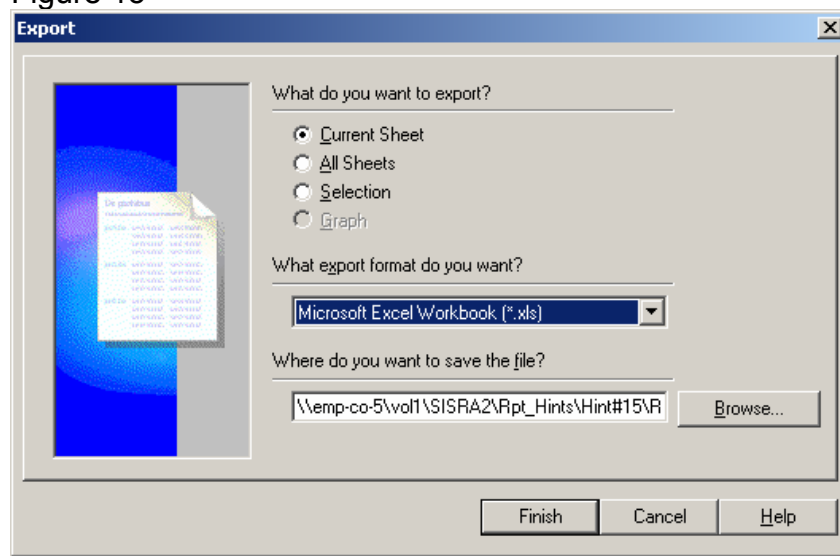 Export
What do you want to export?
Current Sheet
All Sheets
Selection
Graph
What export format do you want?
Microsoft Excel Workbook (*.xls)
Where do you want to save the file?
\\emp-co-5\vol1\SISRA2\Rpt_Hints\Hint#15\R
Browse...
Finish Cancel Help